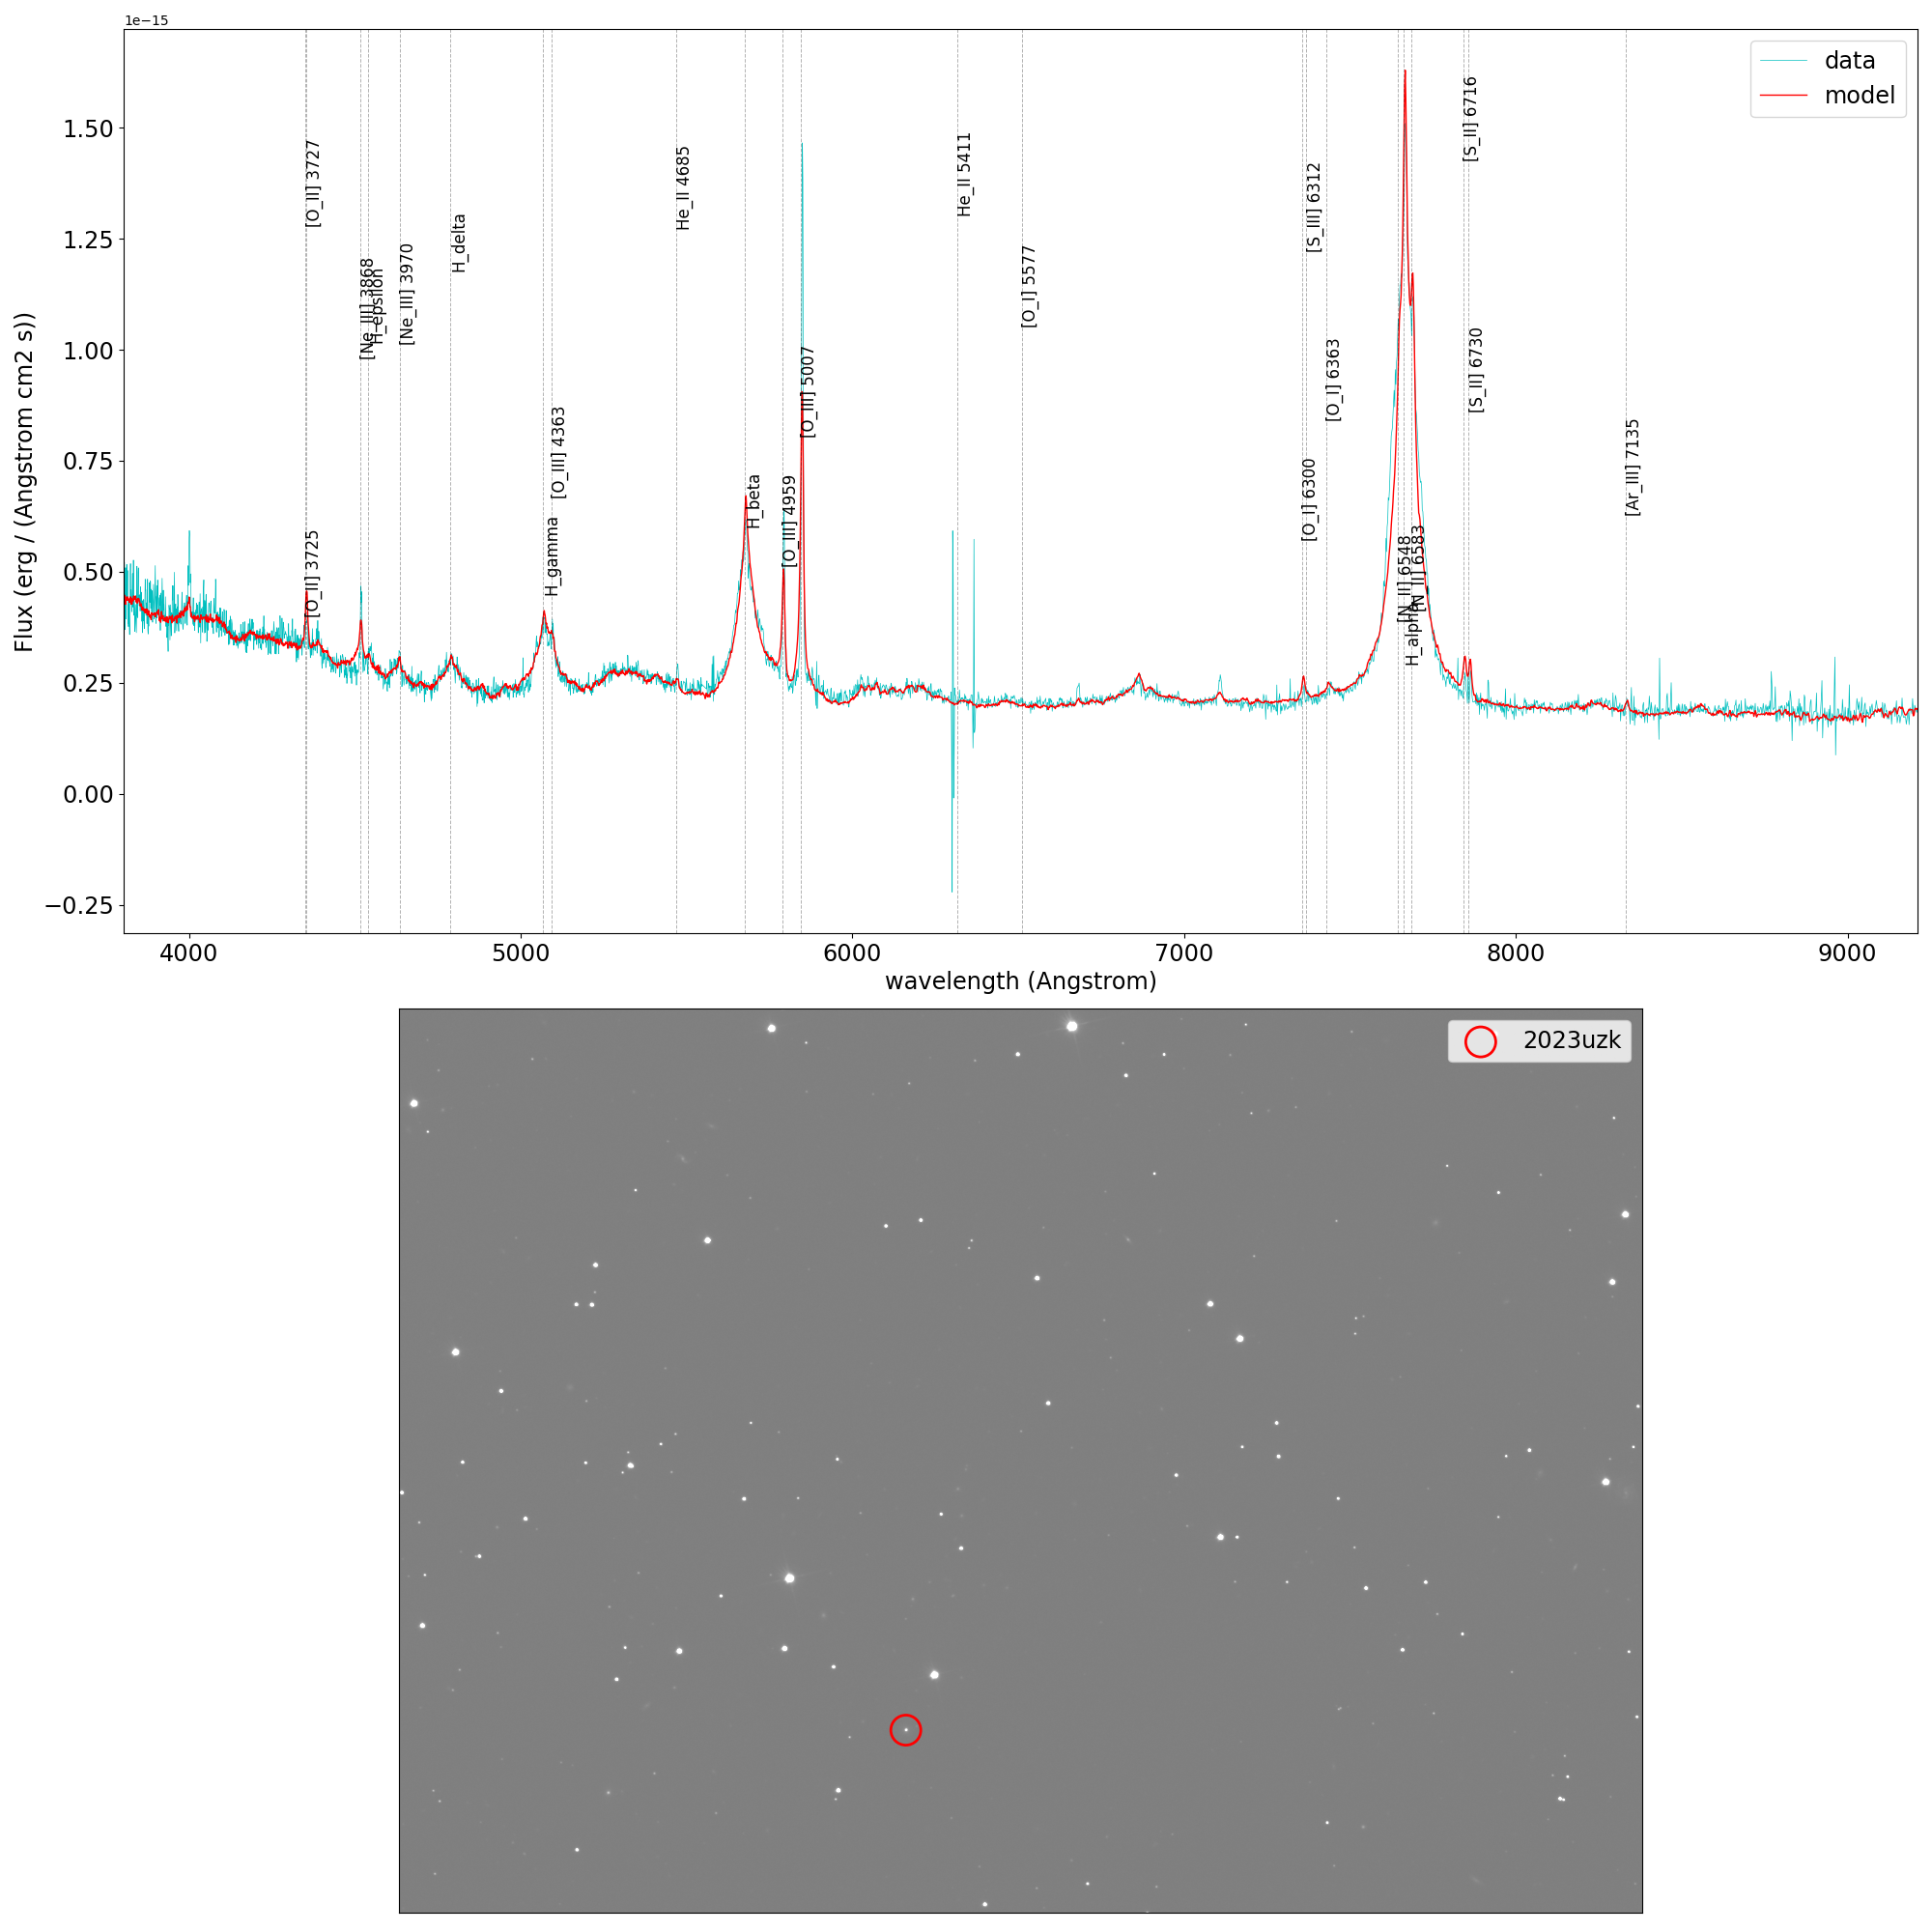 1e−15
data
model
Flux (erg / (Angstrom cm2 s))
1.50
1.25
1.00
0.75
0.50
0.25
0.00
−0.25
[O_II] 3725
[O_II] 3727
[Ne_III] 3868
H_epsilon
[Ne_III] 3970
H_delta
H_gamma
[O_III] 4363
He_II 4685
H_beta
[O_III] 4959
[O_III] 5007
He_II 5411
[O_I] 5577
[O_I] 6300
[S_III] 6312
[O_I] 6363
[N_II] 6548
H_alpha
[N_II] 6583
[S_II] 6716
[S_II] 6730
[Ar_III] 7135
4000
5000
6000
7000
8000
9000
wavelength (Angstrom)
2023uzk